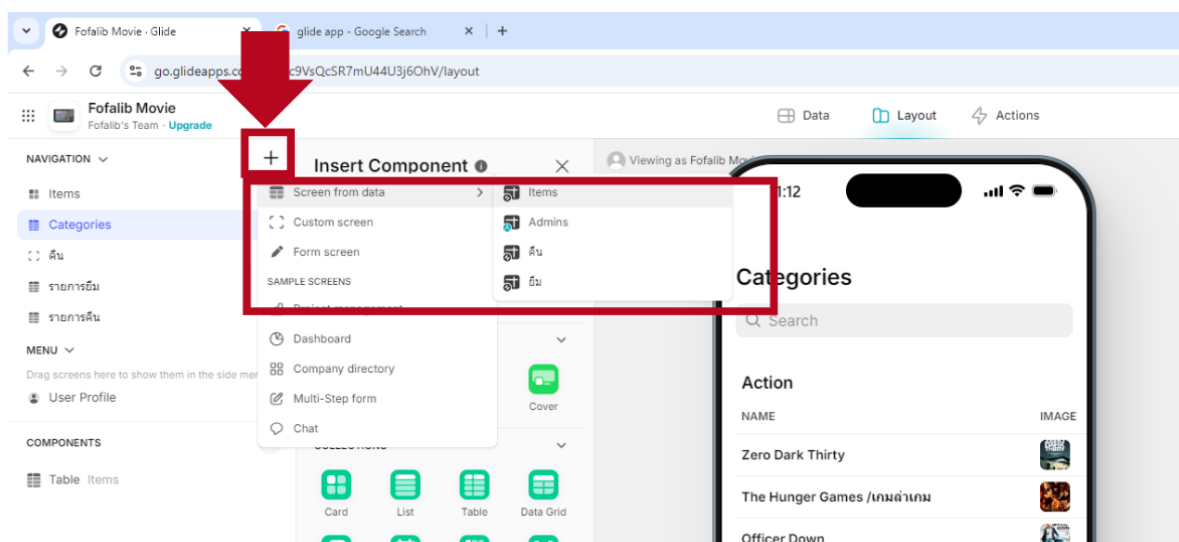 Fofalib Movie · Glide
glide app - Google Search
c9VsQcSR7mU44U3j6OhV/layout
go.glideapps.co
Fofalib Movie
Fofalib's Team · Upgrade
Data
Layout
Actions
NAVIGATION
Insert Component
Viewing as Fofalib
Items
Categories
คืน
รายการยืม
รายการคืน
MENU
Drag screens here to show them in the side
User Profile
COMPONENTS
Table Items
Screen from data
Custom screen
Form screen
SAMPLE SCREENS
Project management
Dashboard
Company directory
Multi-Step form
Chat
Items
Admins
คืน
ยืม
Cover
COLLECTIONS
Card
List
Table
Data Grid
:12
Categories
Search
Action
NAME
IMAGE
Zero Dark Thirty
The Hunger Games /เกมล่าเกม
Officer Down